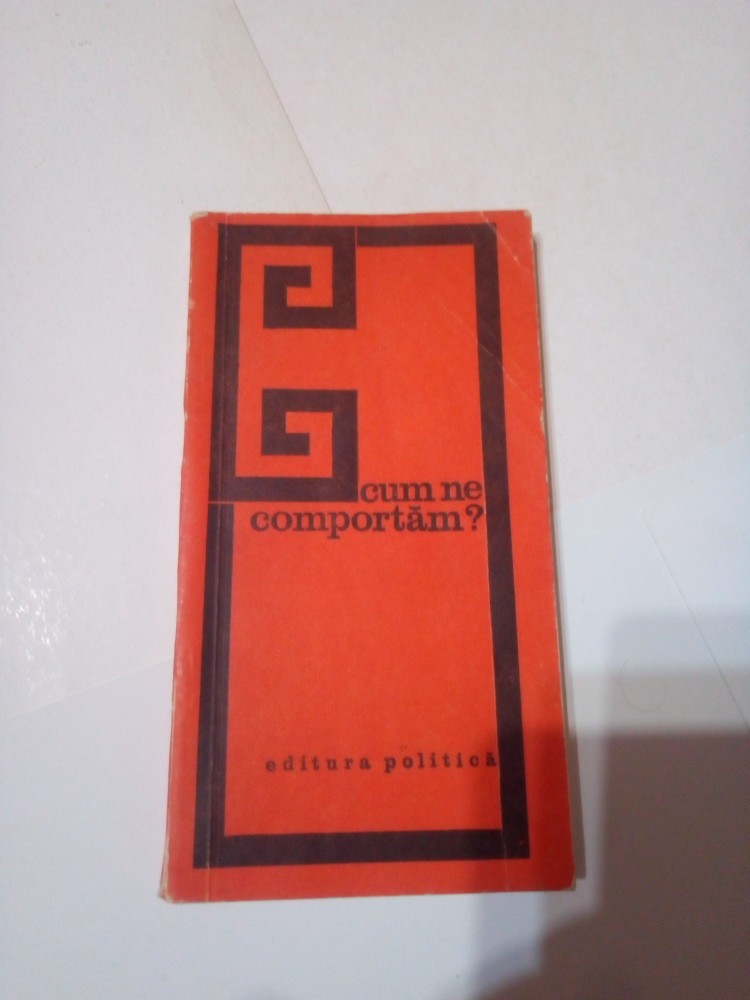 cum ne
comportăm?
editura politică